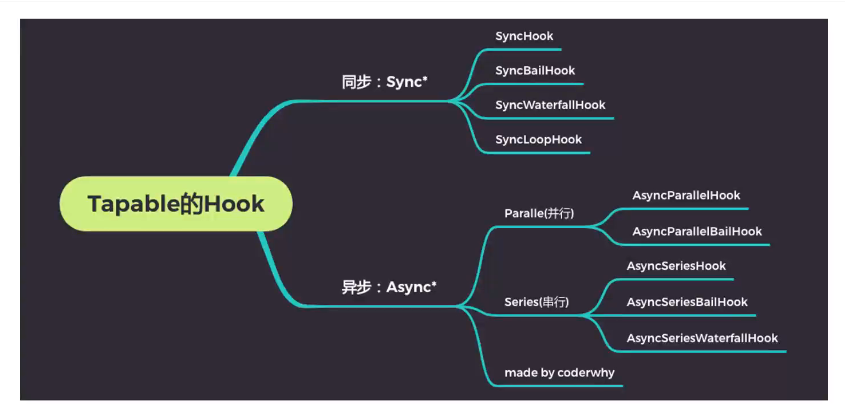 Tapable的Hook
同步：Sync*
SyncHook
SyncBailHook
SyncWaterfallHook
SyncLoopHook
异步：Async*
Paralle(并行)
AsyncParallelHook
AsyncParallelBailHook
Series(串行)
AsyncSeriesHook
AsyncSeriesBailHook
AsyncSeriesWaterfallHook
made by coderwhy